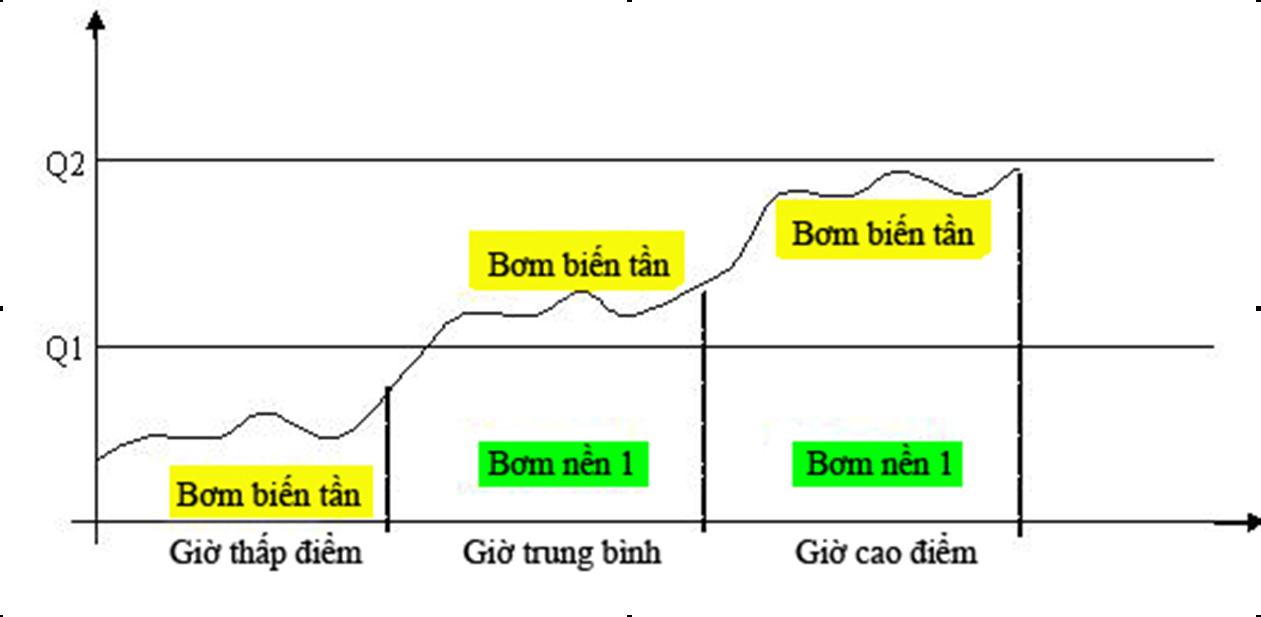 Q2
Bơm biến tần
Bơm biến tần
Q1
Bơm nền 1
Bơm nền 1
Bơm biến tần
Giờ thấp điểm
Giờ trung bình
Giờ cao điểm